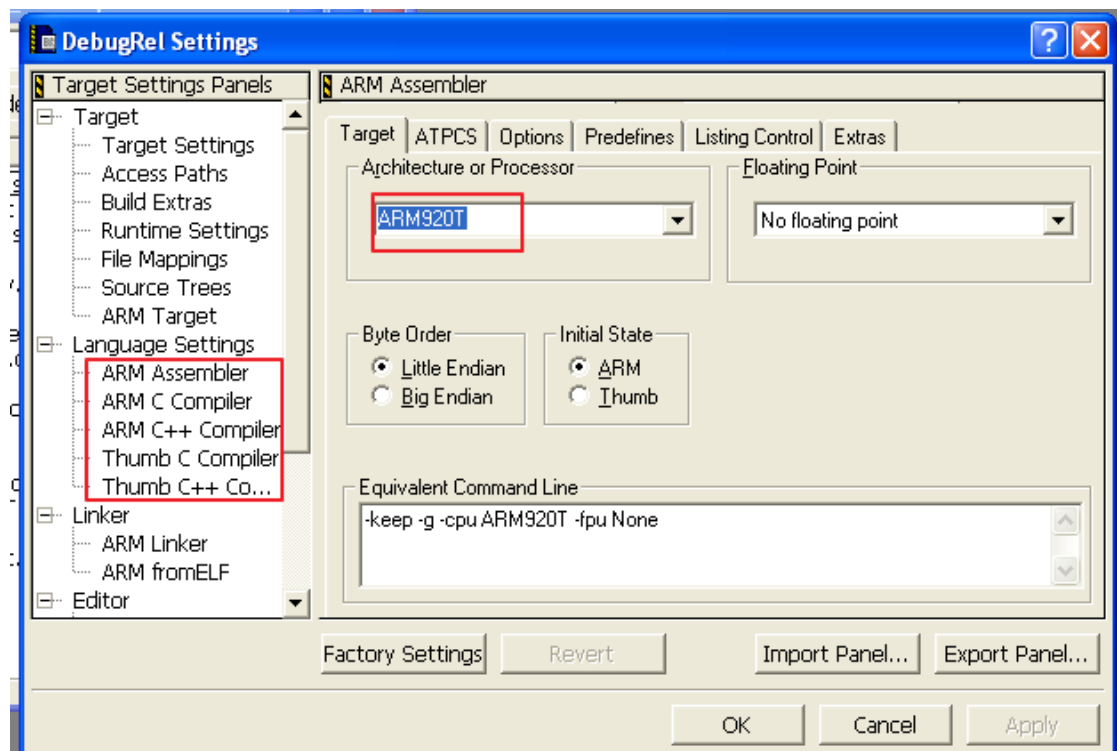 DebugRel Settings
Target Settings Panels
Target
Target Settings
Access Paths
Build Extras
Runtime Settings
File Mappings
Source Trees
ARM Target
Language Settings
ARM Assembler
ARM C Compiler
ARM C++ Compiler
Thumb C Compiler
Thumb C++ Co...
Linker
ARM Linker
ARM fromELF
Editor
ARM Assembler
Target ATPCS Options Predefines Listing Control Extras
Architecture or Processor
ARM920T
Floating Point
No floating point
Byte Order
Little Endian
Big Endian
Initial State
ARM
Thumb
Equivalent Command Line
-keep -g -cpu ARM920T -fpu None
Factory Settings Revert Import Panel... Export Panel...
OK Cancel Apply